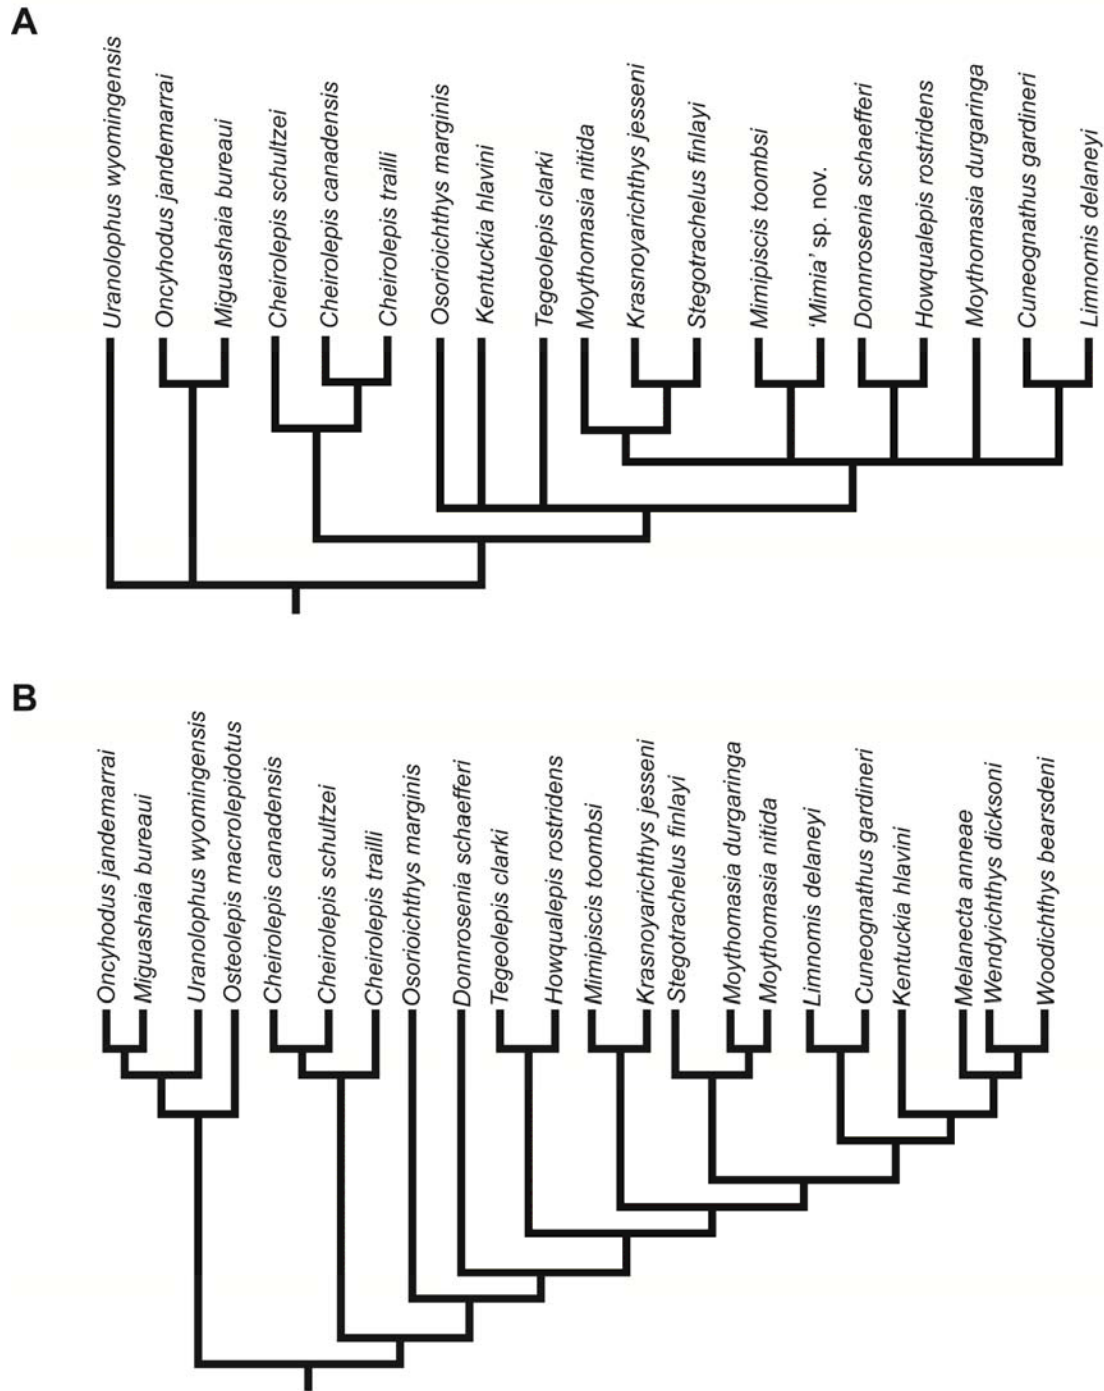 A
Uranolophus wyomingensis
Oncyhodus jandemarrai
Miguashaia bureaui
Cheirolepis schultzei
Cheirolepis canadensis
Cheirolepis trailli
Osorioichthys marginis
Kentuckia hlavini
Tegeolepis clarki
Moythomasia nitida
Krasnoyarichthys jesseni
Stegotrachelus finlayi
Mimipiscis toombsi
‘Mimia’ sp. nov.
Donnrosenia schaefferi
Howqualepis rostridens
Moythomasia durgaringa
Cuneognathus gardineri
Limnomis delaneyi
B
Oncyhodus jandemarrai
Miguashaia bureaui
Uranolophus wyomingensis
Osteolepis macrolepidotus
Cheirolepis canadensis
Cheirolepis schultzei
Cheirolepis trailli
Osorioichthys marginis
Donnrosenia schaefferi
Tegeolepis clarki
Howqualepis rostridens
Mimipiscis toombsi
Krasnoyarichthys jesseni
Stegotrachelus finlayi
Moythomasia durgaringa
Moythomasia nitida
Limnomis delaneyi
Cuneognathus gardineri
Kentuckia hlavini
Melanecta anneae
Wendyichthys dicksoni
Woodichthys bearsdeni